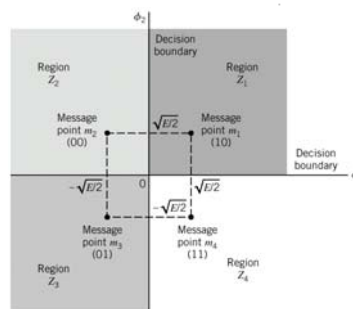 ϕ₂
Decision
boundary
Region
Z₂
Region
Z₁
Message
point m₂
(00)
√E/2
Message
point m₁
(10)
Decision
boundary
−√E/2
0
√E/2
−√E/2
Message
point m₃
(01)
Message
point m₄
(11)
Region
Z₃
Region
Z₄